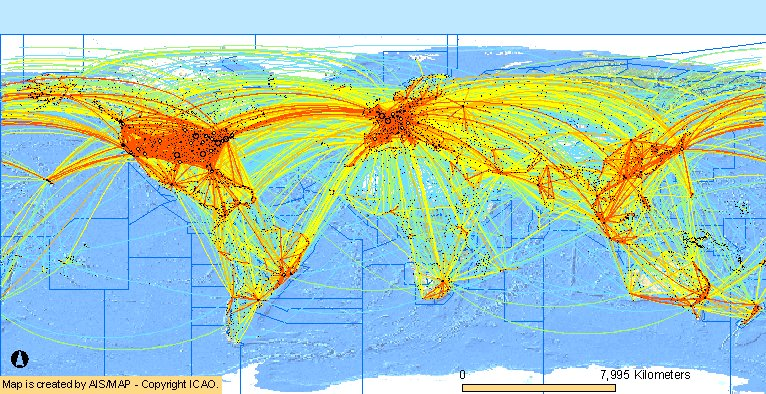 0 7,995 Kilometers
Map is created by AIS/MAP - Copyright ICAO.